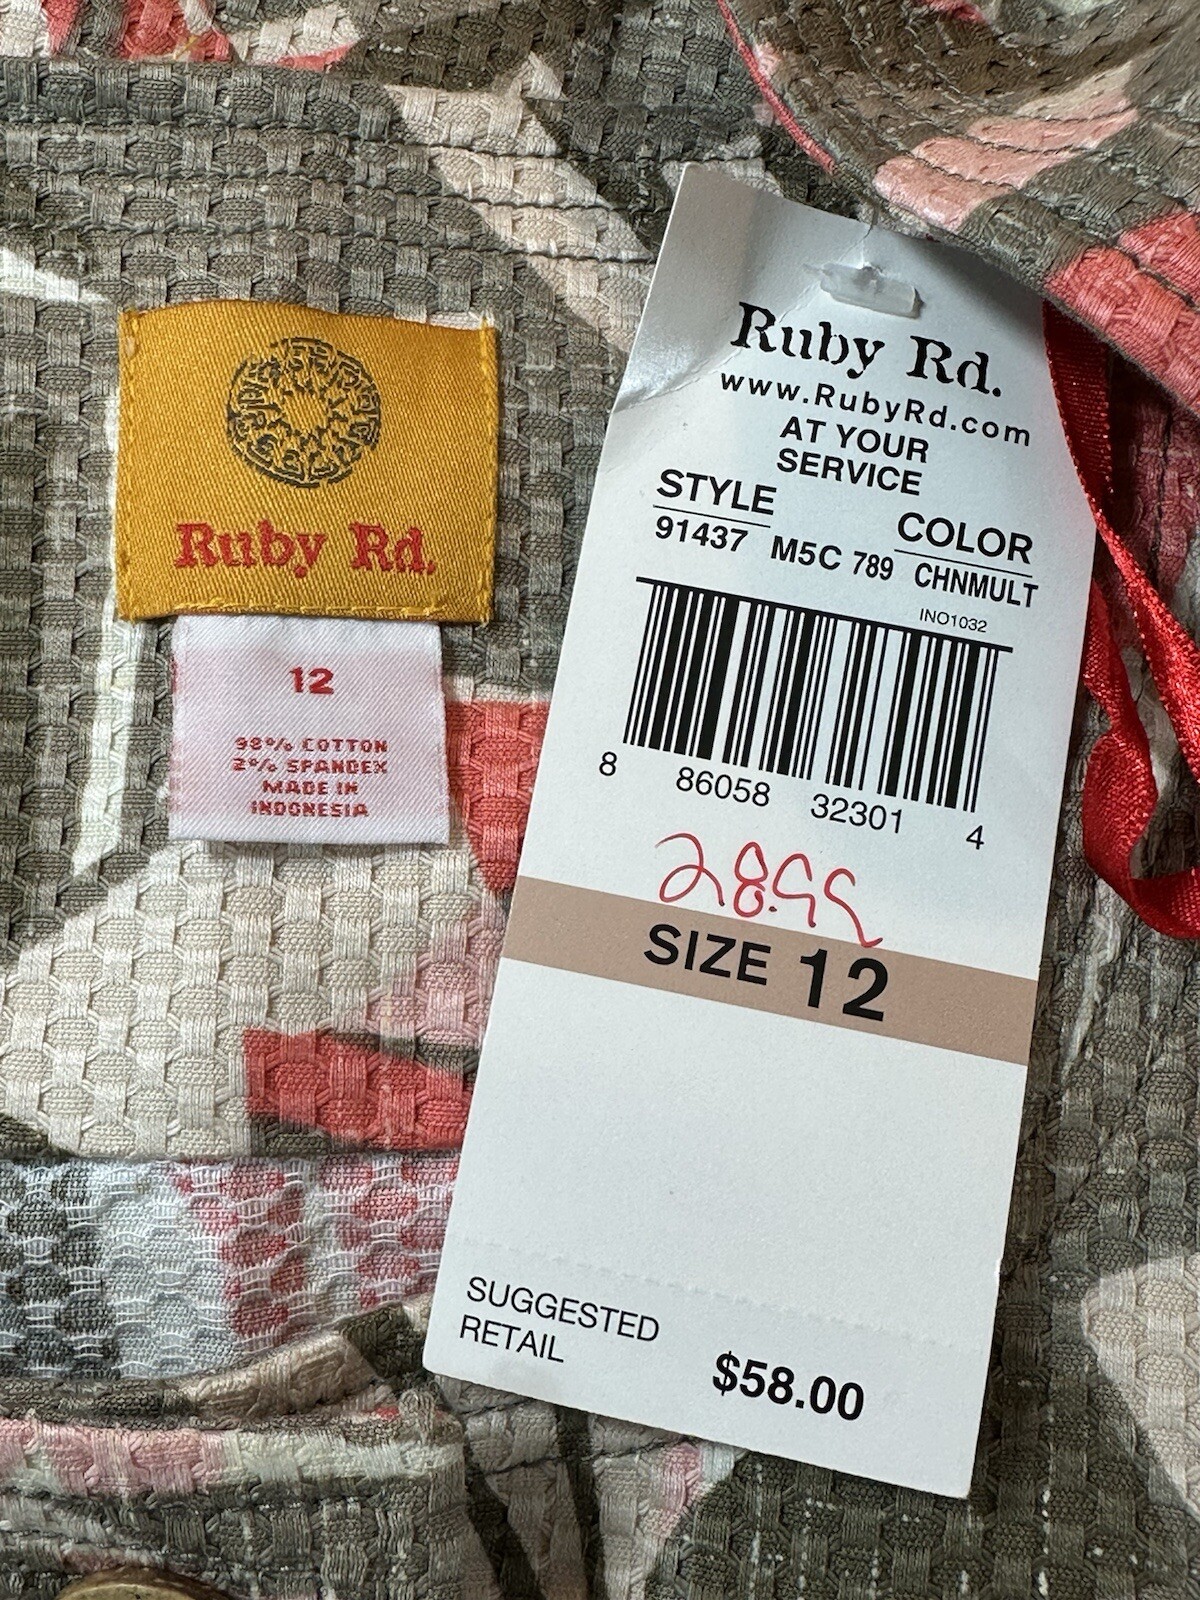 Ruby Rd.
12
98% COTTON
2% SPANDEX
MADE IN
INDONESIA
Ruby Rd.
www.RubyRd.com
AT YOUR
SERVICE
STYLE COLOR
91437 M5C 789 CHNMULT
INO1032
8 86058 32301 4
28.99
SIZE 12
SUGGESTED
RETAIL
$58.00